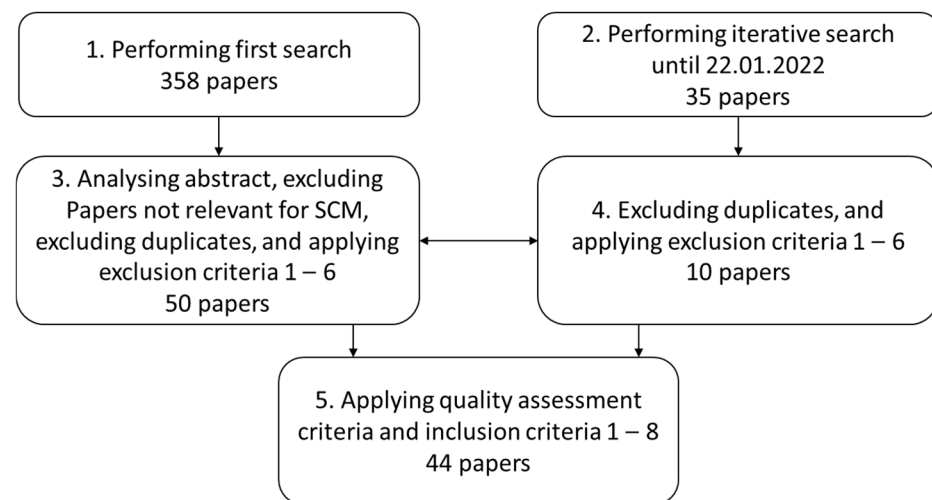 1. Performing first search
358 papers
2. Performing iterative search
until 22.01.2022
35 papers
3. Analysing abstract, excluding
Papers not relevant for SCM,
excluding duplicates, and applying
exclusion criteria 1 – 6
50 papers
4. Excluding duplicates, and
applying exclusion criteria 1 – 6
10 papers
5. Applying quality assessment
criteria and inclusion criteria 1 – 8
44 papers